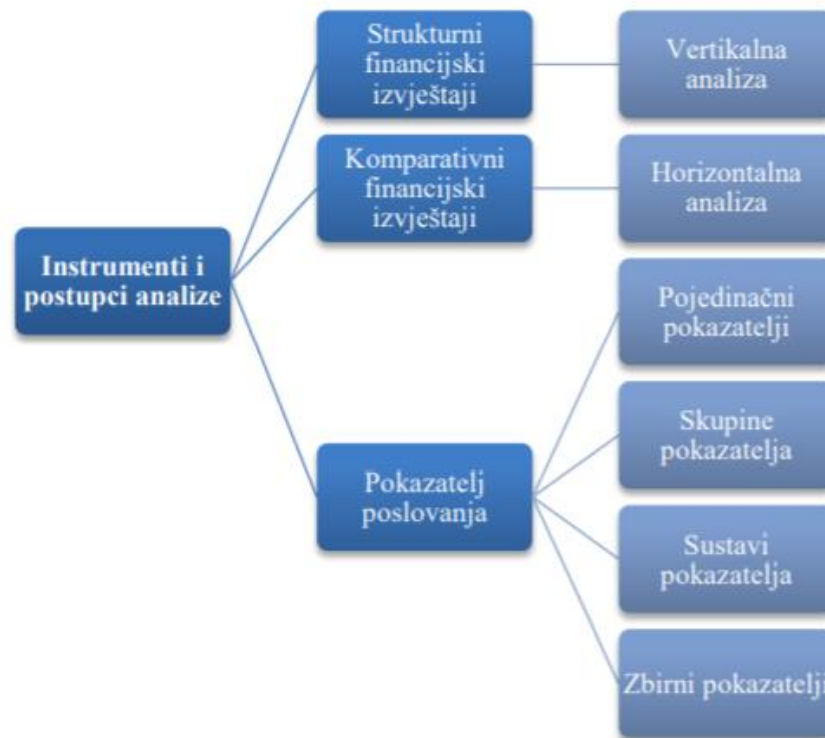 Strukturni
financijski
izvještaji
Vertikalna
analiza
Komparativni
financijski
izvještaji
Horizontalna
analiza
Instrumenti i
postupci analize
Pojedinačni
pokazatelji
Skupine
pokazatelja
Pokazatelj
poslovanja
Sustavi
pokazatelja
Zbirni pokazatelji